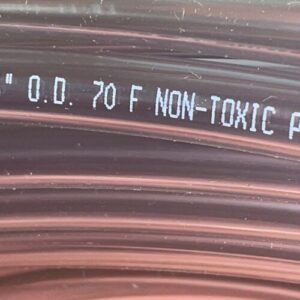 " O.D. 70 F NON-TOXIC